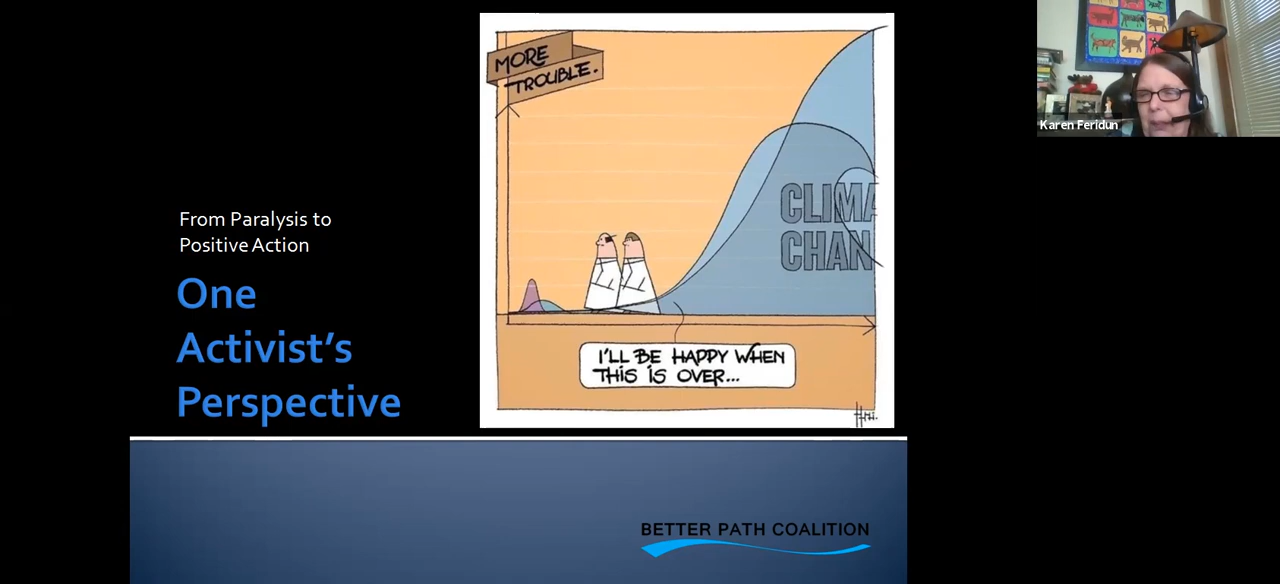 MORE
TROUBLE.
Karen Feridun
From Paralysis to
Positive Action
One
Activist's
Perspective
CLIMA
CHAN
I'LL BE HAPPY WHEN
THIS IS OVER...
BETTER PATH COALITION